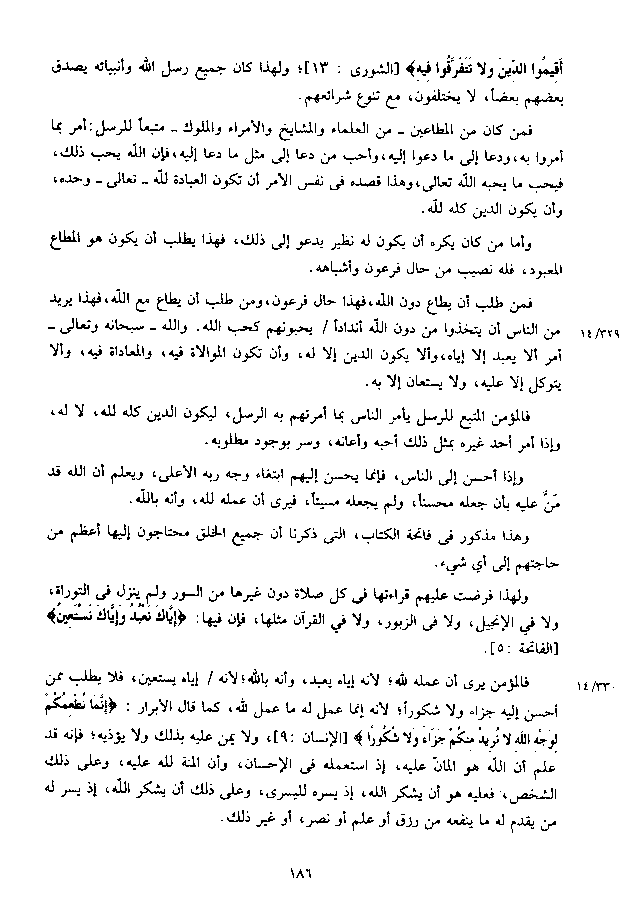 أَقِيمُوا الدِّينَ وَلا تَتَفَرَّقُوا فِيهِ﴾ [الشورى : ١٣]؛ ولهذا كان جميع رسل الله وأنبيائه يصدق
بعضهم بعضاً، لا يختلفون، مع تنوع شرائعهم.
فمن كان من المطاعين ـ من العلماء والمشايخ والأمراء والملوك ـ متبعاً للرسل: أمر بما
أمروا به، ودعا إلى ما دعوا إليه، وأحب من دعا إلى مثل ما دعا إليه، فإن الله يحب ذلك،
فيحب ما يحبه الله تعالى، وهذا قصده فى نفس الأمر أن تكون العبادة لله ـ تعالى ـ وحده،
وأن يكون الدين كله لله.
وأما من كان يكره أن يكون له نظير يدعو إلى ذلك، فهذا يطلب أن يكون هو المطاع
المعبود، فله نصيب من حال فرعون وأشباهه.
فمن طلب أن يطاع دون الله، فهذا حال فرعون، ومن طلب أن يطاع مع الله، فهذا يريد
من الناس أن يتخذوا من دون الله أنداداً / يحبونهم كحب الله. والله ـ سبحانه وتعالى ـ
١٤/٣٢٩
أمر ألا يعبد إلا إياه، وألا يكون الدين إلا له، وأن تكون الموالاة فيه، والمعاداة فيه، وألا
يتوكل إلا عليه، ولا يستعان إلا به.
فالمؤمن المتبع للرسل يأمر الناس بما أمرتهم به الرسل، ليكون الدين كله لله، لا له،
وإذا أمر أحد غيره بمثل ذلك أحبه وأعانه، وسر بوجود مطلوبه.
وإذا أحسن إلى الناس، فإنما يحسن إليهم ابتغاء وجه ربه الأعلى، ويعلم أن الله قد
مَنَّ عليه بأن جعله محسناً، ولم يجعله مسيئاً، فيرى أن عمله لله، وأنه بالله.
وهذا مذكور فى فاتحة الكتاب، التى ذكرنا أن جميع الخلق محتاجون إليها أعظم من
حاجتهم إلى أي شيء.
ولهذا فرضت عليهم قراءتها فى كل صلاة دون غيرها من السور ولم ينزل فى التوراة،
ولا في الإنجيل، ولا فى الزبور، ولا في القرآن مثلها، فإن فيها: ﴿إِيَّاكَ نَعْبُدُ وَإِيَّاكَ نَسْتَعِينُ﴾
[الفاتحة :٥].
فالمؤمن يرى أن عمله لله؛ لأنه إياه يعبد، وأنه بالله؛ لأنه / إياه يستعين، فلا يطلب ممن
١٤/٣٣٠
أحسن إليه جزاء ولا شكوراً؛ لأنه إنما عمل له ما عمل لله، كما قال الأبرار : ﴿إِنَّمَا نُطْعِمُكُمْ
لِوَجْهِ اللهِ لا نُرِيدُ مِنكُمْ جَزَاءً وَلا شُكُورًا﴾ [الإنسان :٩]، ولا يمن عليه بذلك ولا يؤذيه؛ فإنه قد
علم أن الله هو المانّ عليه، إذ استعمله فى الإحسان، وأن المنة لله عليه، وعلى ذلك
الشخص، فعليه هو أن يشكر الله، إذ يسره لليسرى، وعلى ذلك أن يشكر الله، إذ يسر له
من يقدم له ما ينفعه من رزق أو علم أو نصر، أو غير ذلك.
١٨٦